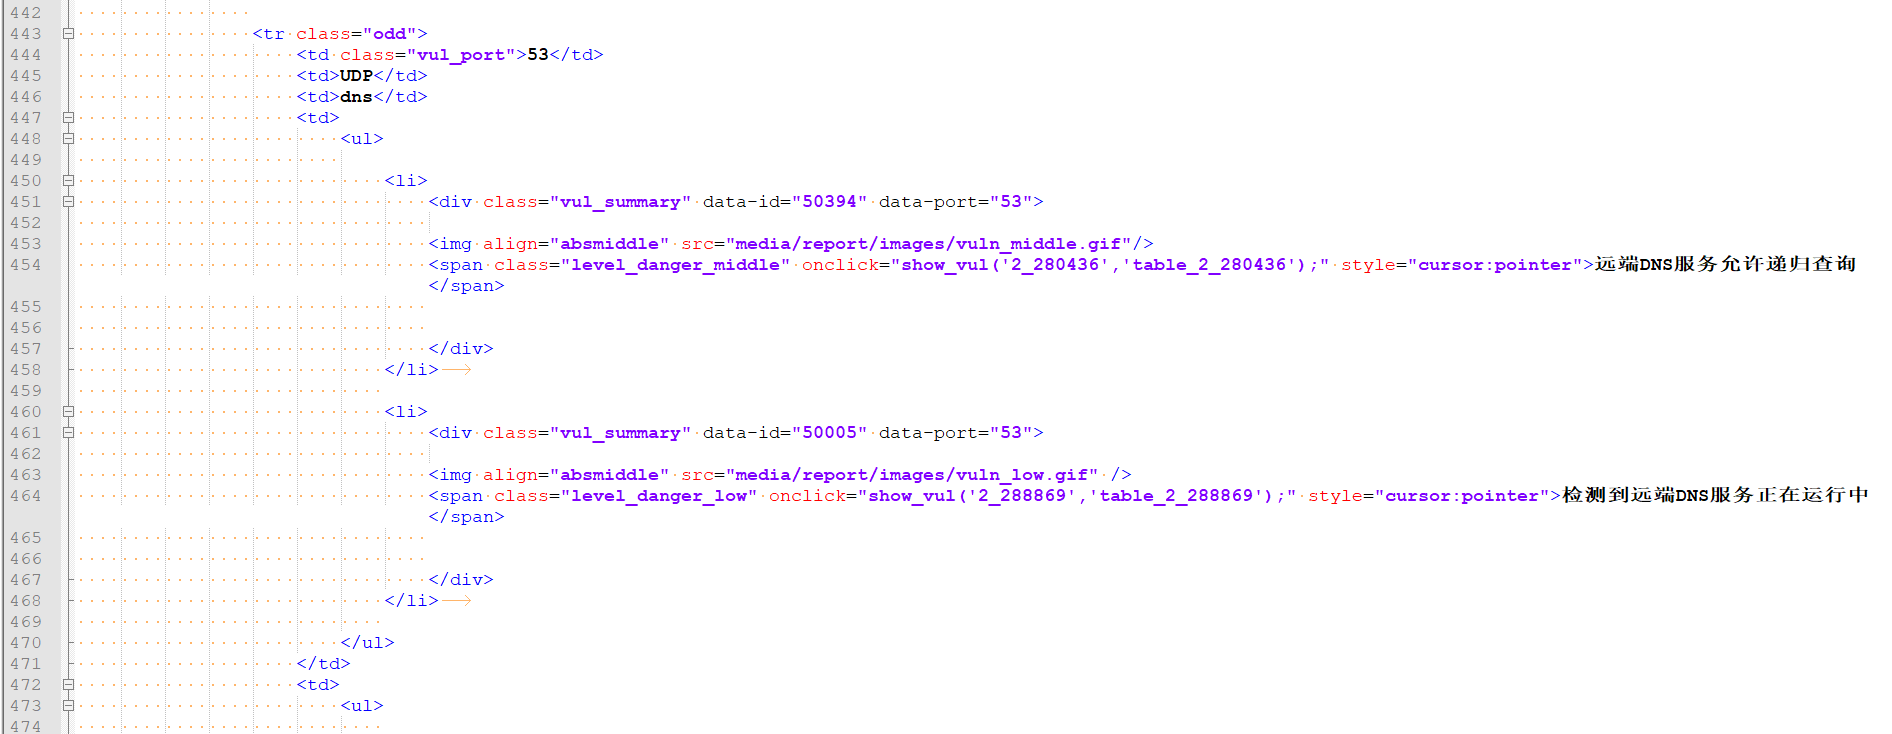 442
443 <tr class="odd">
444 <td class="vul_port">53</td>
445 <td>UDP</td>
446 <td>dns</td>
447 <td>
448 <ul>
449
450 <li>
451 <div class="vul_summary" data-id="50394" data-port="53">
452
453 <img align="absmiddle" src="media/report/images/vuln_middle.gif"/>
454 <span class="level_danger_middle" onclick="show_vul('2_280436','table_2_280436');" style="cursor:pointer">远端DNS服务允许递归查询
</span>
455
456
457 </div>
458 </li>
459
460 <li>
461 <div class="vul_summary" data-id="50005" data-port="53">
462
463 <img align="absmiddle" src="media/report/images/vuln_low.gif" />
464 <span class="level_danger_low" onclick="show_vul('2_288869','table_2_288869');" style="cursor:pointer">检测到远端DNS服务正在运行中
</span>
465
466
467 </div>
468 </li>
469
470 </ul>
471 </td>
472 <td>
473 <ul>
474